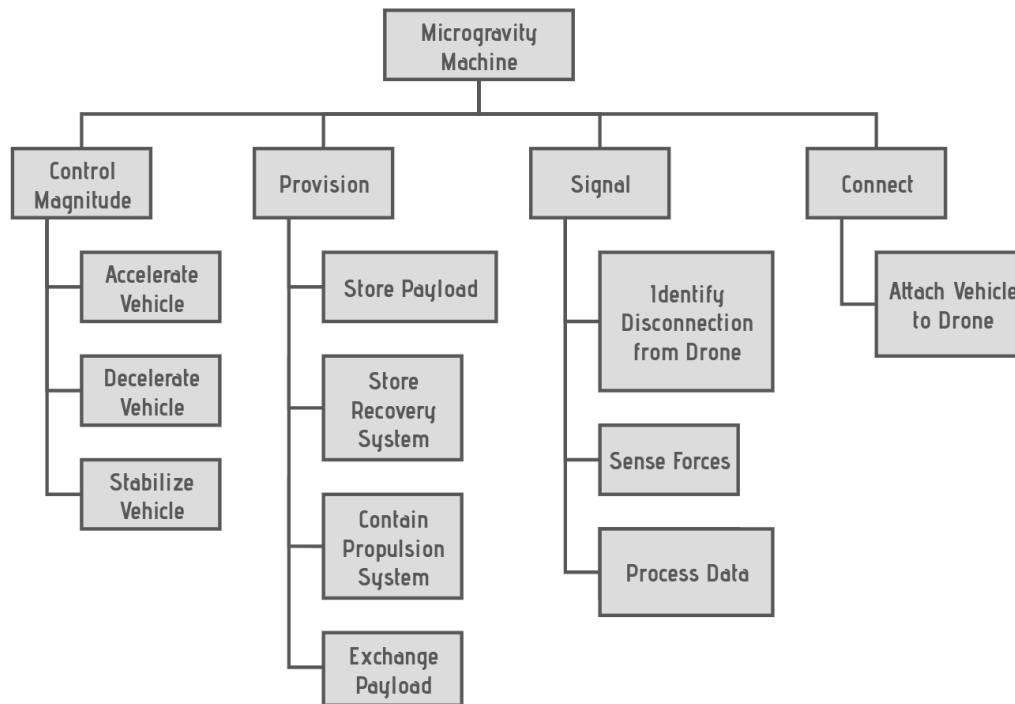 Microgravity
Machine
Control
Magnitude
Accelerate
Vehicle
Decelerate
Vehicle
Stabilize
Vehicle
Provision
Store Payload
Store
Recovery
System
Contain
Propulsion
System
Exchange
Payload
Signal
Identify
Disconnection
from Drone
Sense Forces
Process Data
Connect
Attach Vehicle
to Drone